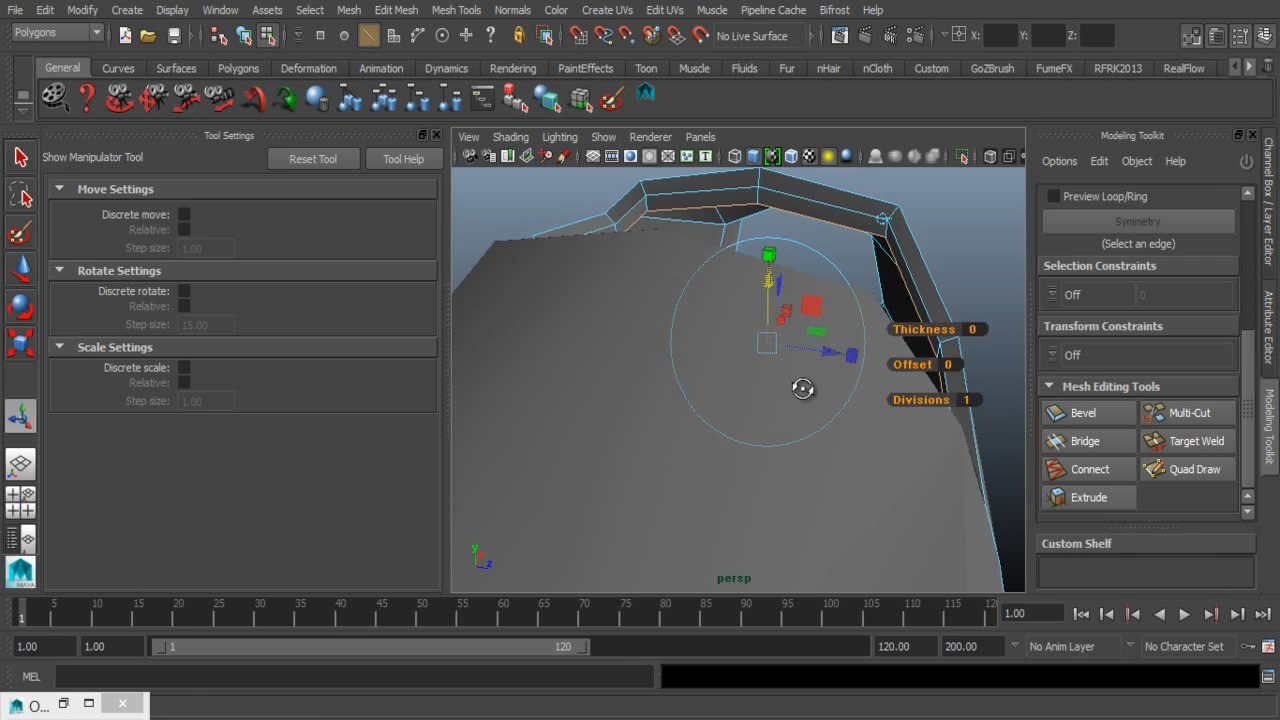 File Edit Modify Create Display Window Assets Select Mesh Edit Mesh Mesh Tools Normals Color Create UVs Edit UVs Muscle Pipeline Cache Bifrost Help
Polygons No Live Surface X: Y: Z:
General Curves Surfaces Polygons Deformation Animation Dynamics Rendering PaintEffects Toon Muscle Fluids Fur nHair nCloth Custom GoZBrush FumeFX RFRK2013 RealFlow
Tool Settings
Show Manipulator Tool Reset Tool Tool Help
Move Settings
Discrete move:
Relative:
Step size: 1.00
Rotate Settings
Discrete rotate:
Relative:
Step size: 15.00
Scale Settings
Discrete scale:
Relative:
Step size: 1.00
View Shading Lighting Show Renderer Panels
Thickness 0
Offset 0
Divisions 1
y
z
persp
Modeling Toolkit
Options Edit Object Help
Preview Loop/Ring
Symmetry
(Select an edge)
Selection Constraints
Off 0
Transform Constraints
Off
Mesh Editing Tools
Bevel Multi-Cut
Bridge Target Weld
Connect Quad Draw
Extrude
Custom Shelf
Channel Box / Layer Editor
Attribute Editor
Modeling Toolkit
MAYA
1 5 10 15 20 25 30 35 40 45 50 55 60 65 70 75 80 85 90 95 100 105 110 115 12 1.00
1.00 1.00 1 120 120.00 200.00 No Anim Layer No Character Set
MEL
O...